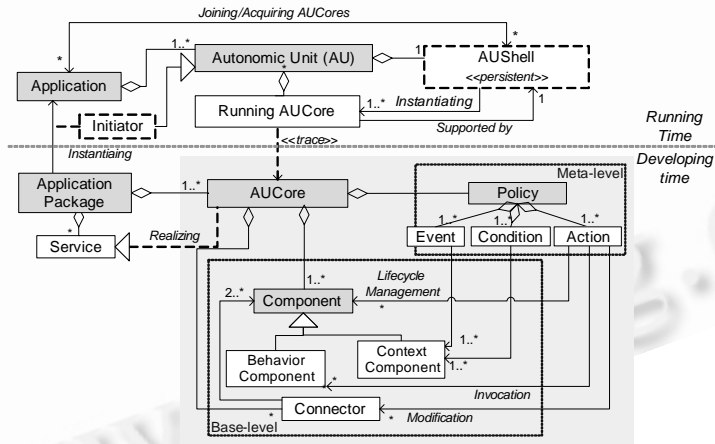 Joining/Acquiring AUCores
*
1..*
Autonomic Unit (AU)
*
1
*
AUShell
<<persistent>>
Application
Initiator
Running AUCore
1..*
Instantiating
1
Supported by
Running
Time
Instantiaing
<<trace>>
Developing
time
Application
Package
1..*
AUCore
Meta-level
Policy
*
Service
Realizing
1..*
1..*
1..*
Event
Condition
Action
1..*
Lifecycle
Management
2..*
Component
*
1..*
Behavior
Component
Context
Component
1..*
*
*
Invocation
Connector
*
*
Modification
Base-level